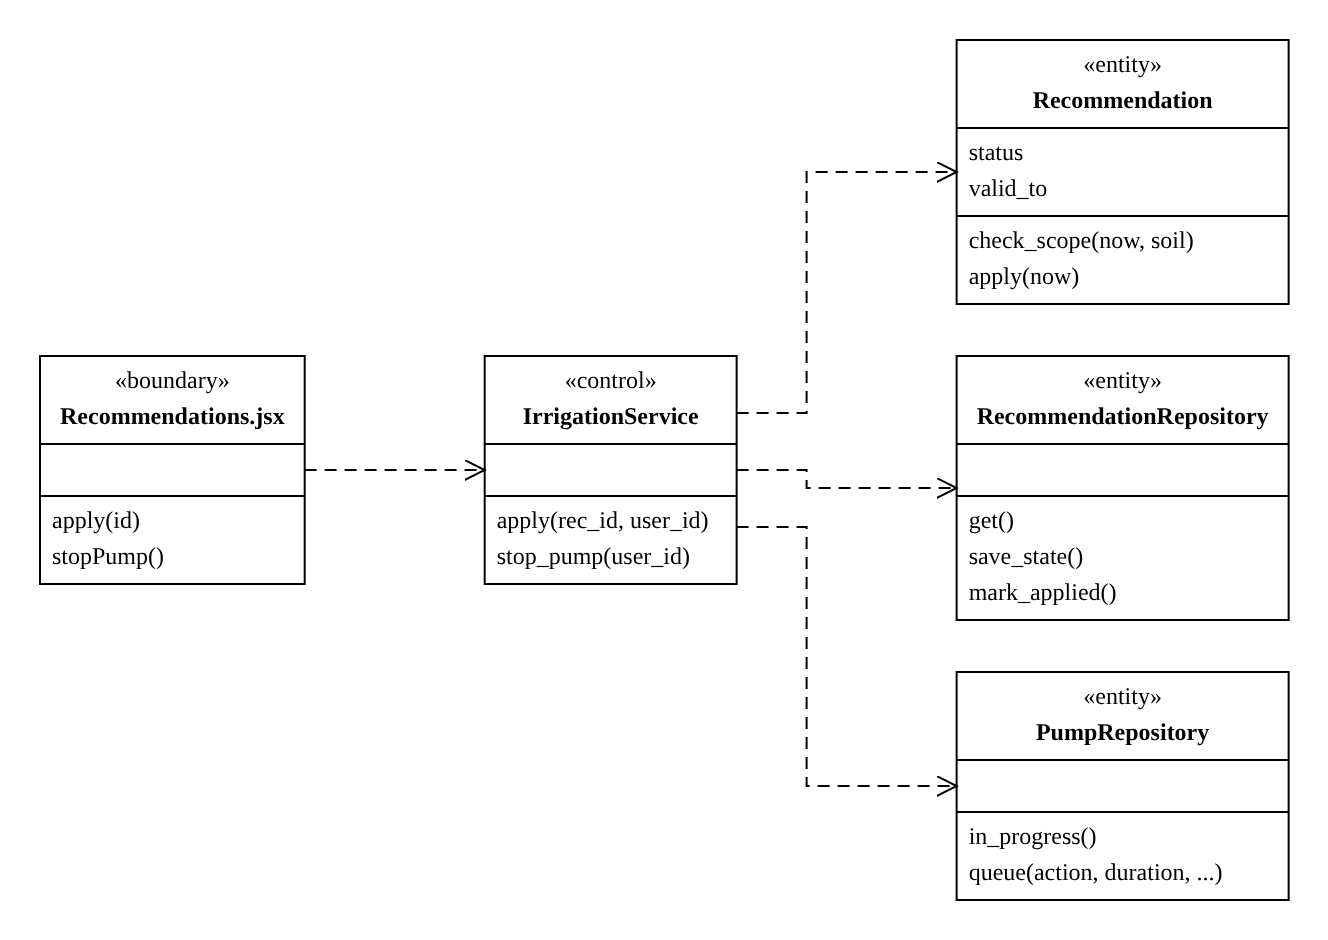 «entity»
Recommendation
status
valid_to
check_scope(now, soil)
apply(now)
«boundary»
Recommendations.jsx
apply(id)
stopPump()
«control»
IrrigationService
apply(rec_id, user_id)
stop_pump(user_id)
«entity»
RecommendationRepository
get()
save_state()
mark_applied()
«entity»
PumpRepository
in_progress()
queue(action, duration, ...)